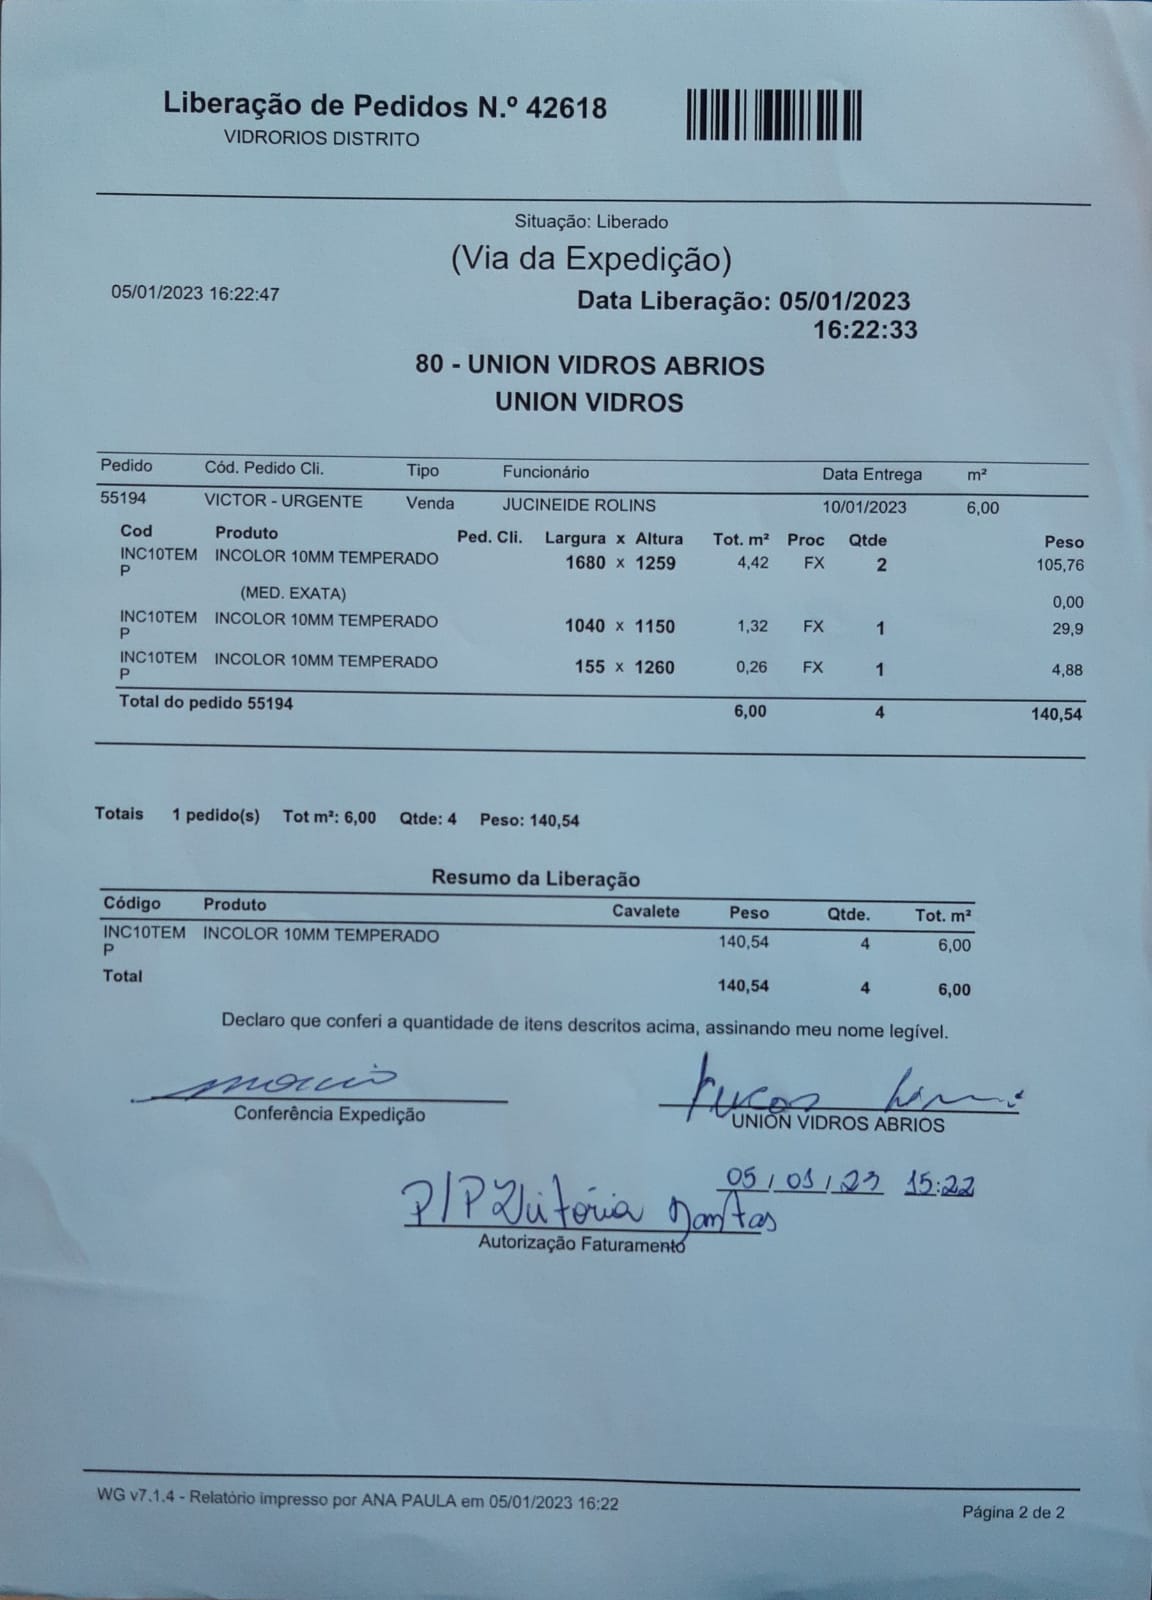 Liberação de Pedidos N.º 42618
VIDRORIOS DISTRITO
Situação: Liberado
(Via da Expedição)
05/01/2023 16:22:47
Data Liberação: 05/01/2023
16:22:33
80 - UNION VIDROS ABRIOS
UNION VIDROS
Pedido Cód. Pedido Cli. Tipo Funcionário Data Entrega m²
55194 VICTOR - URGENTE Venda JUCINEIDE ROLINS 10/01/2023 6,00
Cod Produto Ped. Cli. Largura x Altura Tot. m² Proc Qtde Peso
INC10TEM INCOLOR 10MM TEMPERADO 1680 x 1259 4,42 FX 2 105,76
P
(MED. EXATA) 0,00
INC10TEM INCOLOR 10MM TEMPERADO 1040 x 1150 1,32 FX 1 29,9
P
INC10TEM INCOLOR 10MM TEMPERADO 155 x 1260 0,26 FX 1 4,88
P
Total do pedido 55194 6,00 4 140,54
Totais 1 pedido(s) Tot m²: 6,00 Qtde: 4 Peso: 140,54
Resumo da Liberação
Código Produto Cavalete Peso Qtde. Tot. m²
INC10TEM INCOLOR 10MM TEMPERADO 140,54 4 6,00
P
Total 140,54 4 6,00
Declaro que conferi a quantidade de itens descritos acima, assinando meu nome legível.
Conferência Expedição
Lucas
UNION VIDROS ABRIOS
05/01/23 15:22
P/P Vitória Dantas
Autorização Faturamento
WG v7.1.4 - Relatório impresso por ANA PAULA em 05/01/2023 16:22
Página 2 de 2